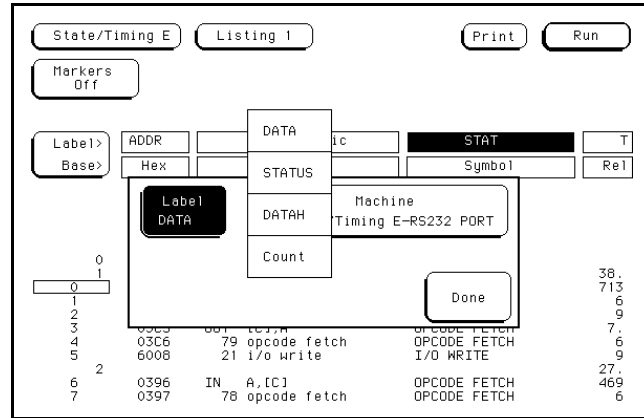 State/Timing E Listing 1 Print Run
Markers
Off
Label> ADDR ic STAT T
Base> Hex Symbol Rel
DATA
STATUS
DATAH
Count
Label
DATA
Machine
Timing E-RS232 PORT
Done
0
1 38.
0 713
1 6
2 9
3 OPCODE FETCH 7.
4 03C6 79 opcode fetch OPCODE FETCH 6
5 6008 21 i/o write I/O WRITE 9
2 27.
6 0396 IN A,[C] OPCODE FETCH 469
7 0397 78 opcode fetch OPCODE FETCH 6